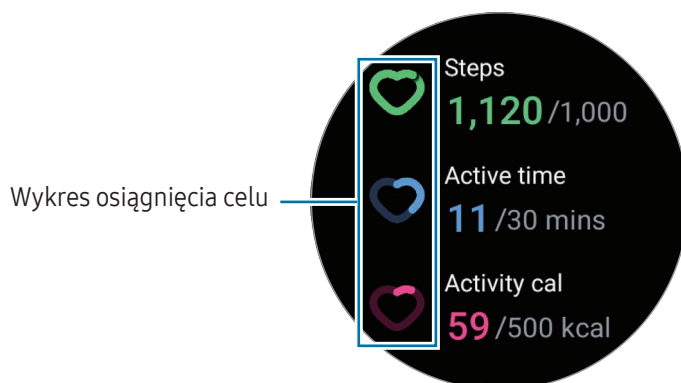 Steps
1,120/1,000
Wykres osiągnięcia celu
Active time
11/30 mins
Activity cal
59/500 kcal